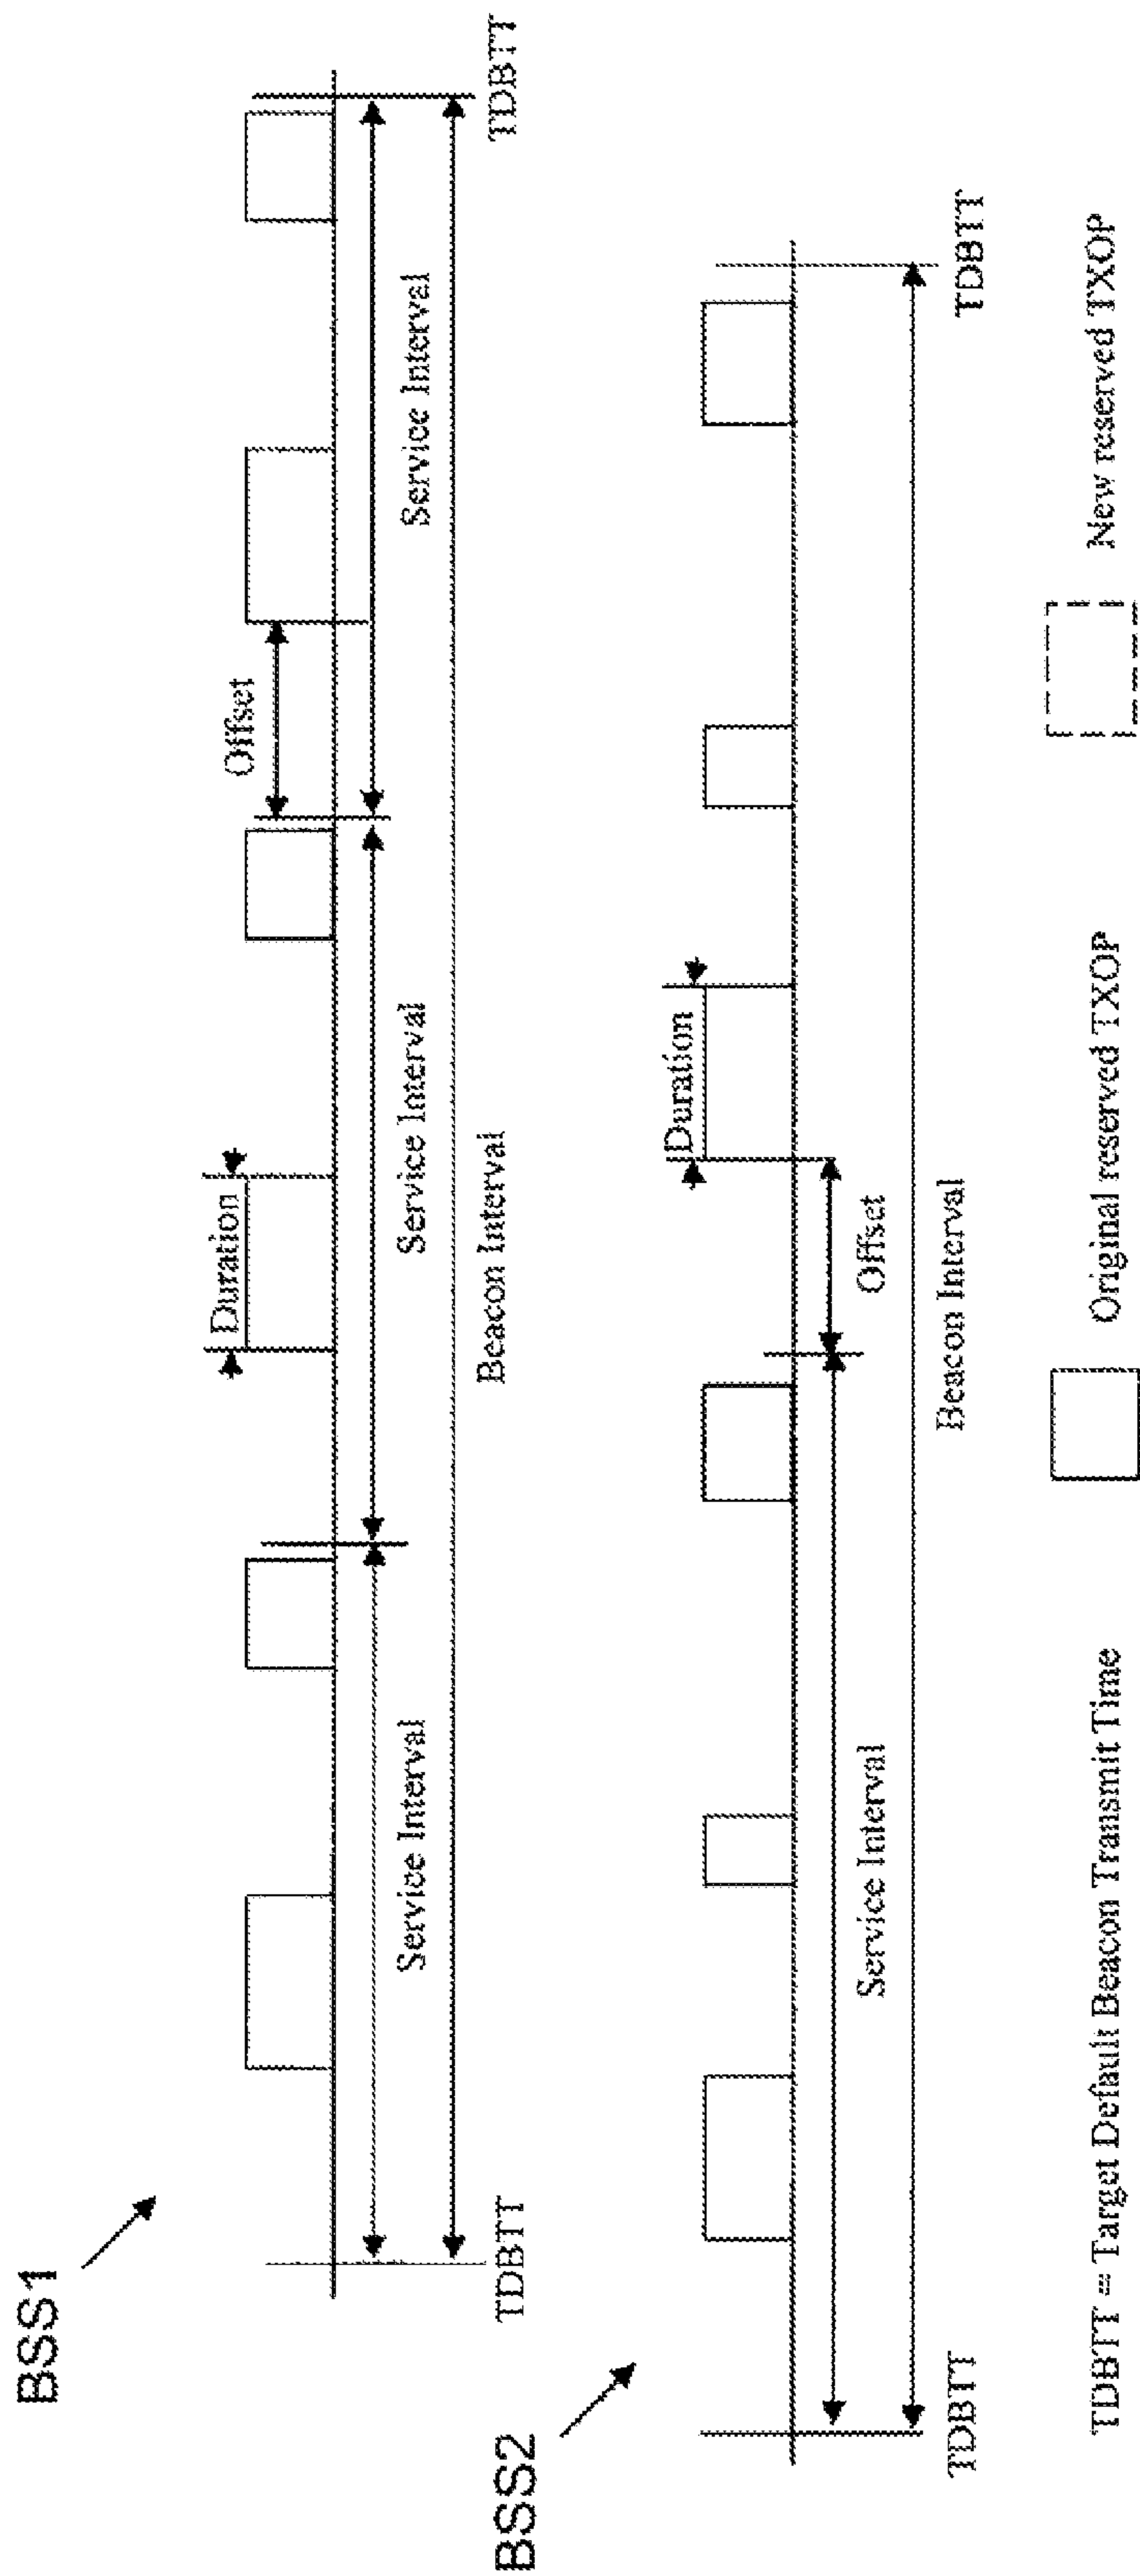 BSS1
Duration
Offset
Service Interval
Service Interval
Service Interval
Beacon Interval
TDBTT
TDBTT
BSS2
Duration
Offset
Service Interval
Beacon Interval
TDBTT
TDBTT
TDBTT = Target Default Beacon Transmit Time
Original reserved TXOP
New reserved TXOP